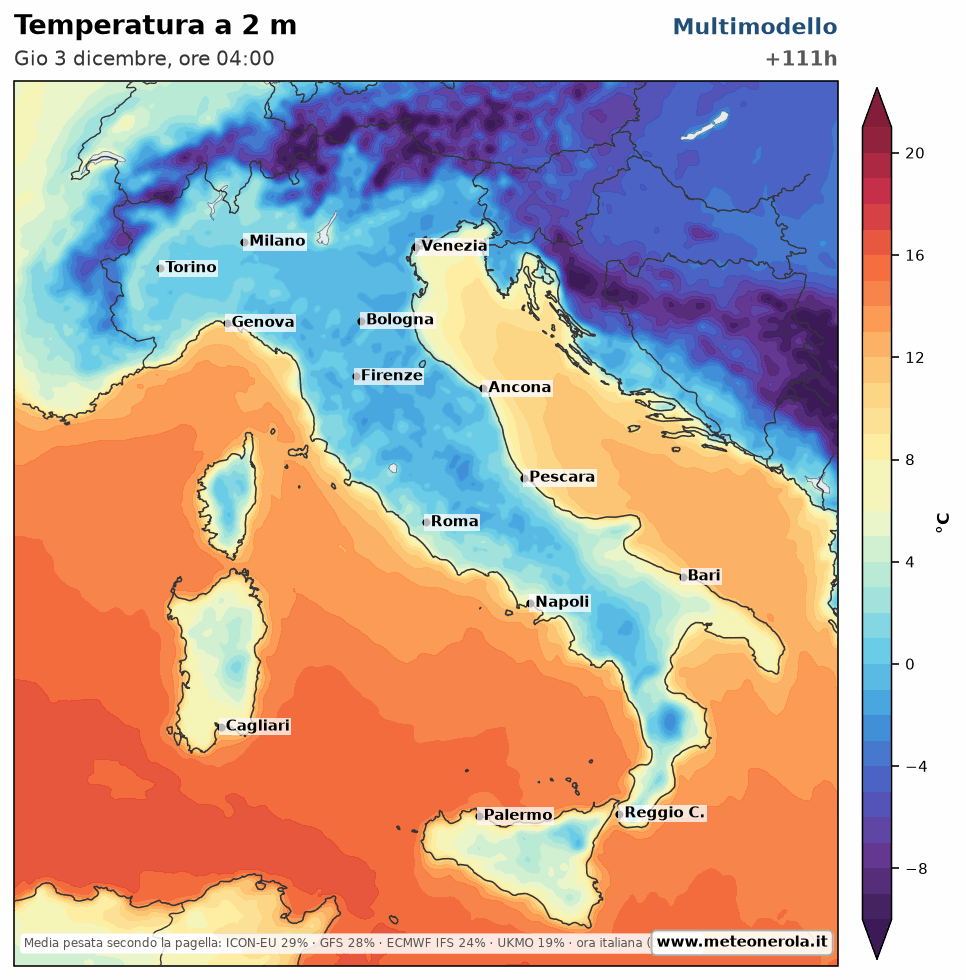 Temperatura a 2 m
Multimodello
Gio 3 dicembre, ore 04:00
+111h
20
16
12
8
4
0
−4
−8
°C
Milano
Torino
Venezia
Genova
Bologna
Firenze
Ancona
Pescara
Roma
Bari
Napoli
Cagliari
Palermo
Reggio C.
Media pesata secondo la pagella: ICON-EU 29% · GFS 28% · ECMWF IFS 24% · UKMO 19% · ora italiana (
www.meteonerola.it